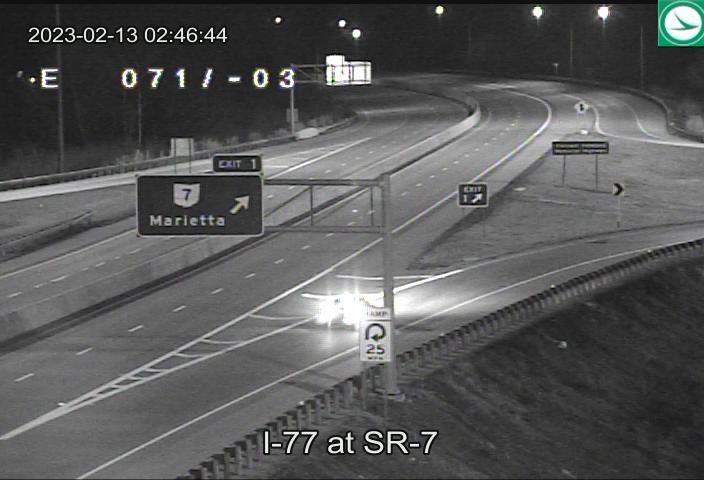 2023-02-13 02:46:44
E 071/-03
EXIT 1
7
Marietta
EXIT
1
RAMP
25
MPH
I-77 at SR-7